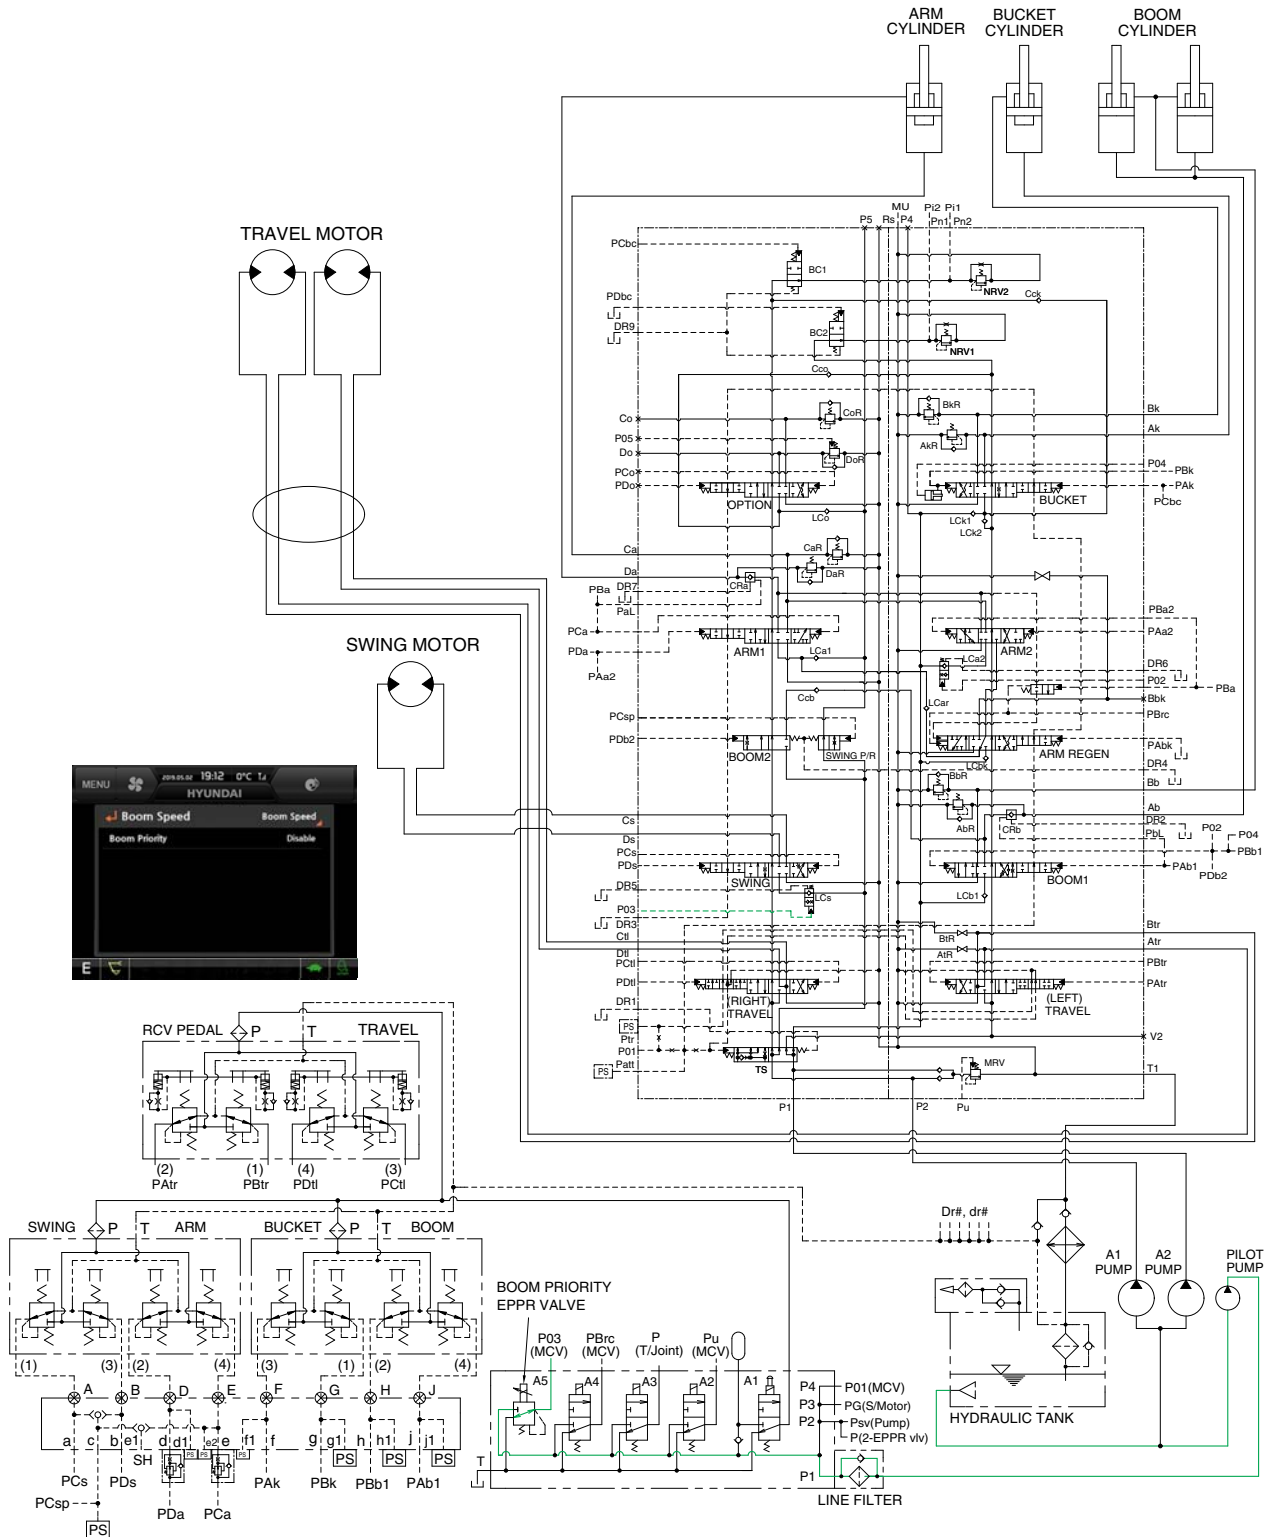 ARM
CYLINDER
BUCKET
CYLINDER
BOOM
CYLINDER
TRAVEL MOTOR
SWING MOTOR
P5 Rs MU P4 Pi2 Pi1
Pn1 Pn2
PCbc
BC1
NRV2
Cck
PDbc
DR9
BC2
NRV1
Cco
Co
CoR
BkR
Bk
P05
AkR
Ak
Do
DoR
PCo
P04
PBk
PDo
PAk
OPTION
BUCKET
PCbc
LCo
LCk1
LCk2
Ca
CaR
Da
DaR
CRa
DR7
PBa
PaL
PBa2
PCa
PAa2
ARM1
ARM2
PDa
LCa1
LCa2
PAa2
DR6
P02
PBa
Ccb
LCar
Bbk
PCsp
PBrc
PDb2
PAbk
BOOM2
SWING P/R
ARM REGEN
LCbk
DR4
BbR
Bb
AbR
CRb
Ab
Cs
DR2
P02
P04
Ds
PbL
PCs
PBb1
PDs
PAb1
SWING
BOOM1
PDb2
DR5
LCs
LCb1
P03
DR3
Btr
Ctl
BtR
Atr
Dtl
AtR
PCtl
PBtr
PDtl
PAtr
(RIGHT)
TRAVEL
(LEFT)
TRAVEL
DR1
PS
Ptr
V2
P01
Patt
PS
TS
MRV
T1
P1
P2
Pu
MENU
2019.05.02 19:12 0°C
HYUNDAI
Boom Speed
Boom Speed
Boom Priority
Disable
E
RCV PEDAL
P
T
TRAVEL
(2)
PAtr
(1)
PBtr
(4)
PDtl
(3)
PCtl
SWING
P
T
ARM
BUCKET
P
T
BOOM
(1) (3) (2) (4) (3) (1) (2) (4)
A B D E F G H J
a c b e1 d d1 e2 e f1 f g g1 h h1 j j1
SH
PS PS PS PS PS PS
PCs PDs
PAk PBk PBb1 PAb1
PCsp
PDa PCa
PS
BOOM PRIORITY
EPPR VALVE
P03
(MCV)
PBrc
(MCV)
P
(T/Joint)
Pu
(MCV)
A5 A4 A3 A2 A1
P4
P01(MCV)
P3
PG(S/Motor)
P2
Psv(Pump)
P(2-EPPR vlv)
T
P1
LINE FILTER
Dr#, dr#
A1
PUMP
A2
PUMP
PILOT
PUMP
HYDRAULIC TANK